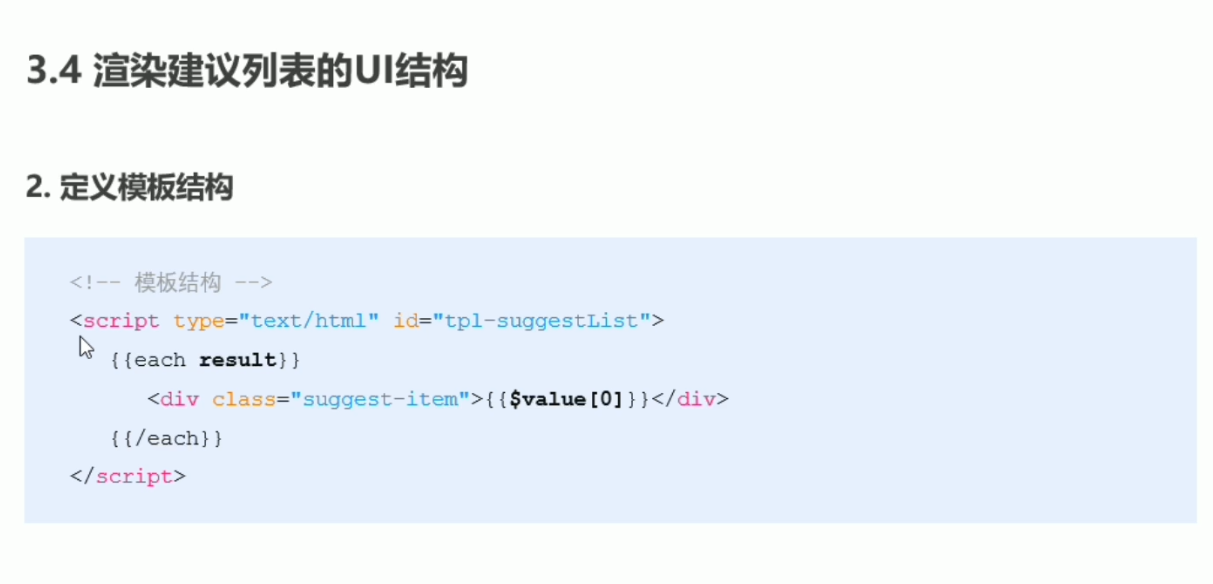 3.4 渲染建议列表的UI结构
2. 定义模板结构
<!-- 模板结构 -->
<script type="text/html" id="tpl-suggestList">
{{each result}}
<div class="suggest-item">{{$value[0]}}</div>
{{/each}}
</script>